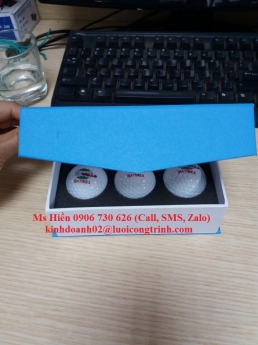 Ms Hiền 0906 730 626 (Call, SMS, Zalo)
kinhdoanh02@luoicongtrinh.com